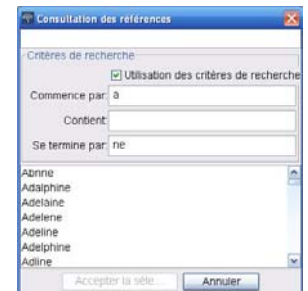 Consultation des références
Critères de recherche
Utilisation des critères de recherche
Commence par: a
Contient:
Se termine par: ne
Abnne
Adalphine
Adelaine
Adelene
Adeline
Adelphine
Adline
Accepter la séle...
Annuler